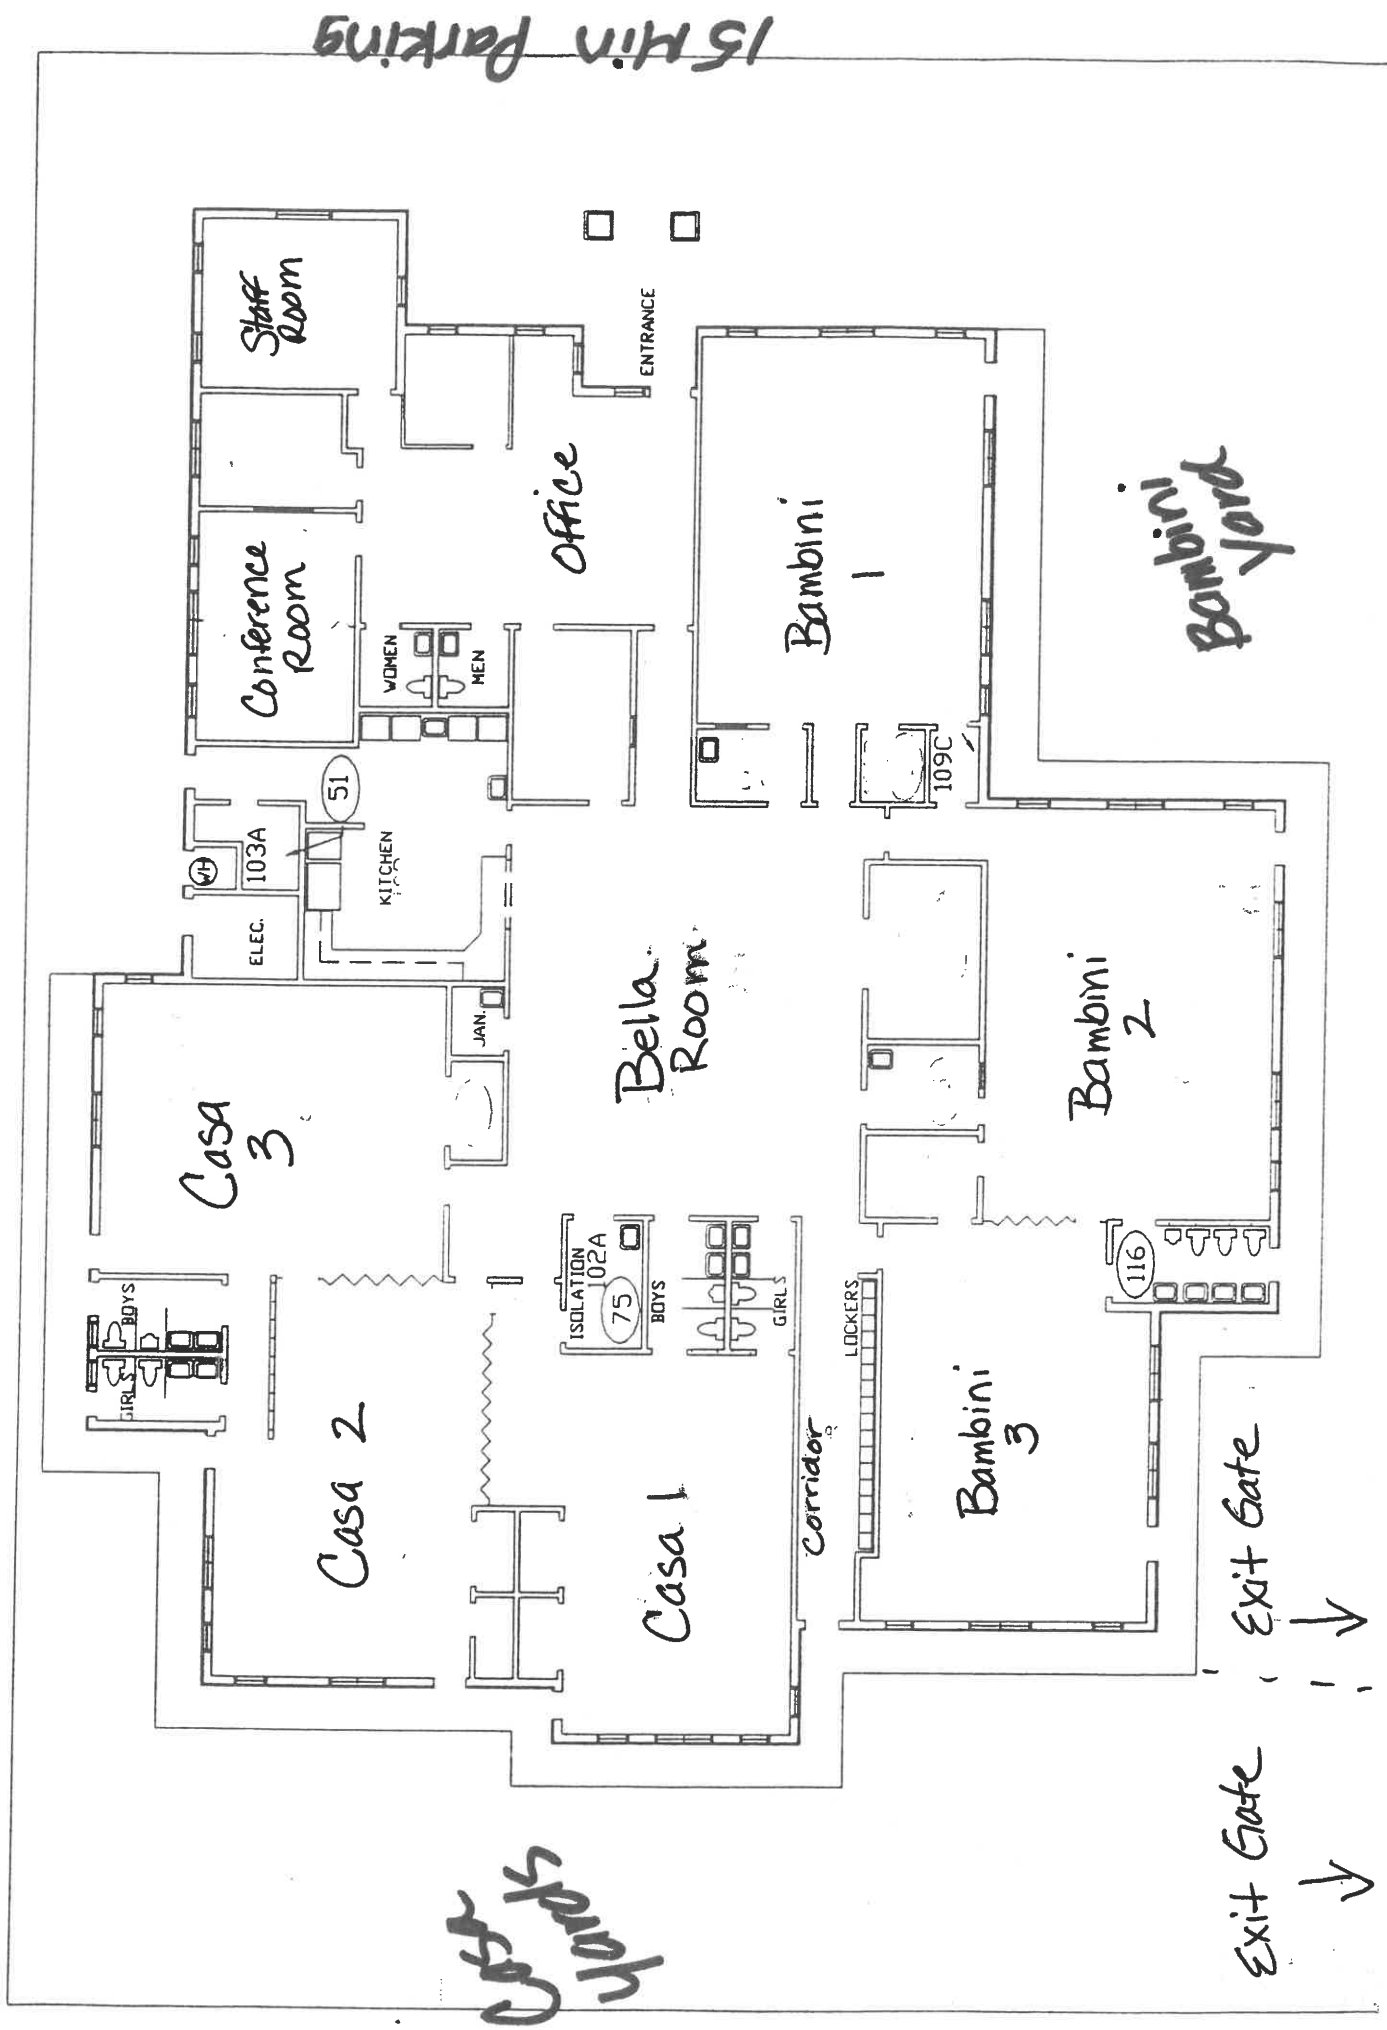 15 Min Parking
Staff
Room
ENTRANCE
Office
Conference
Room
WOMEN
MEN
Bambini
1
Bambini
Yard
109C
51
103A
WH
ELEC.
KITCHEN
JAN.
Bella
Room
Casa
3
Bambini
2
BOYS
GIRLS
ISOLATION
102A
75
BOYS
GIRLS
LOCKERS
116
Casa 2
Casa 1
Corridor
Bambini
3
Exit Gate
Exit Gate
Casa
Yards